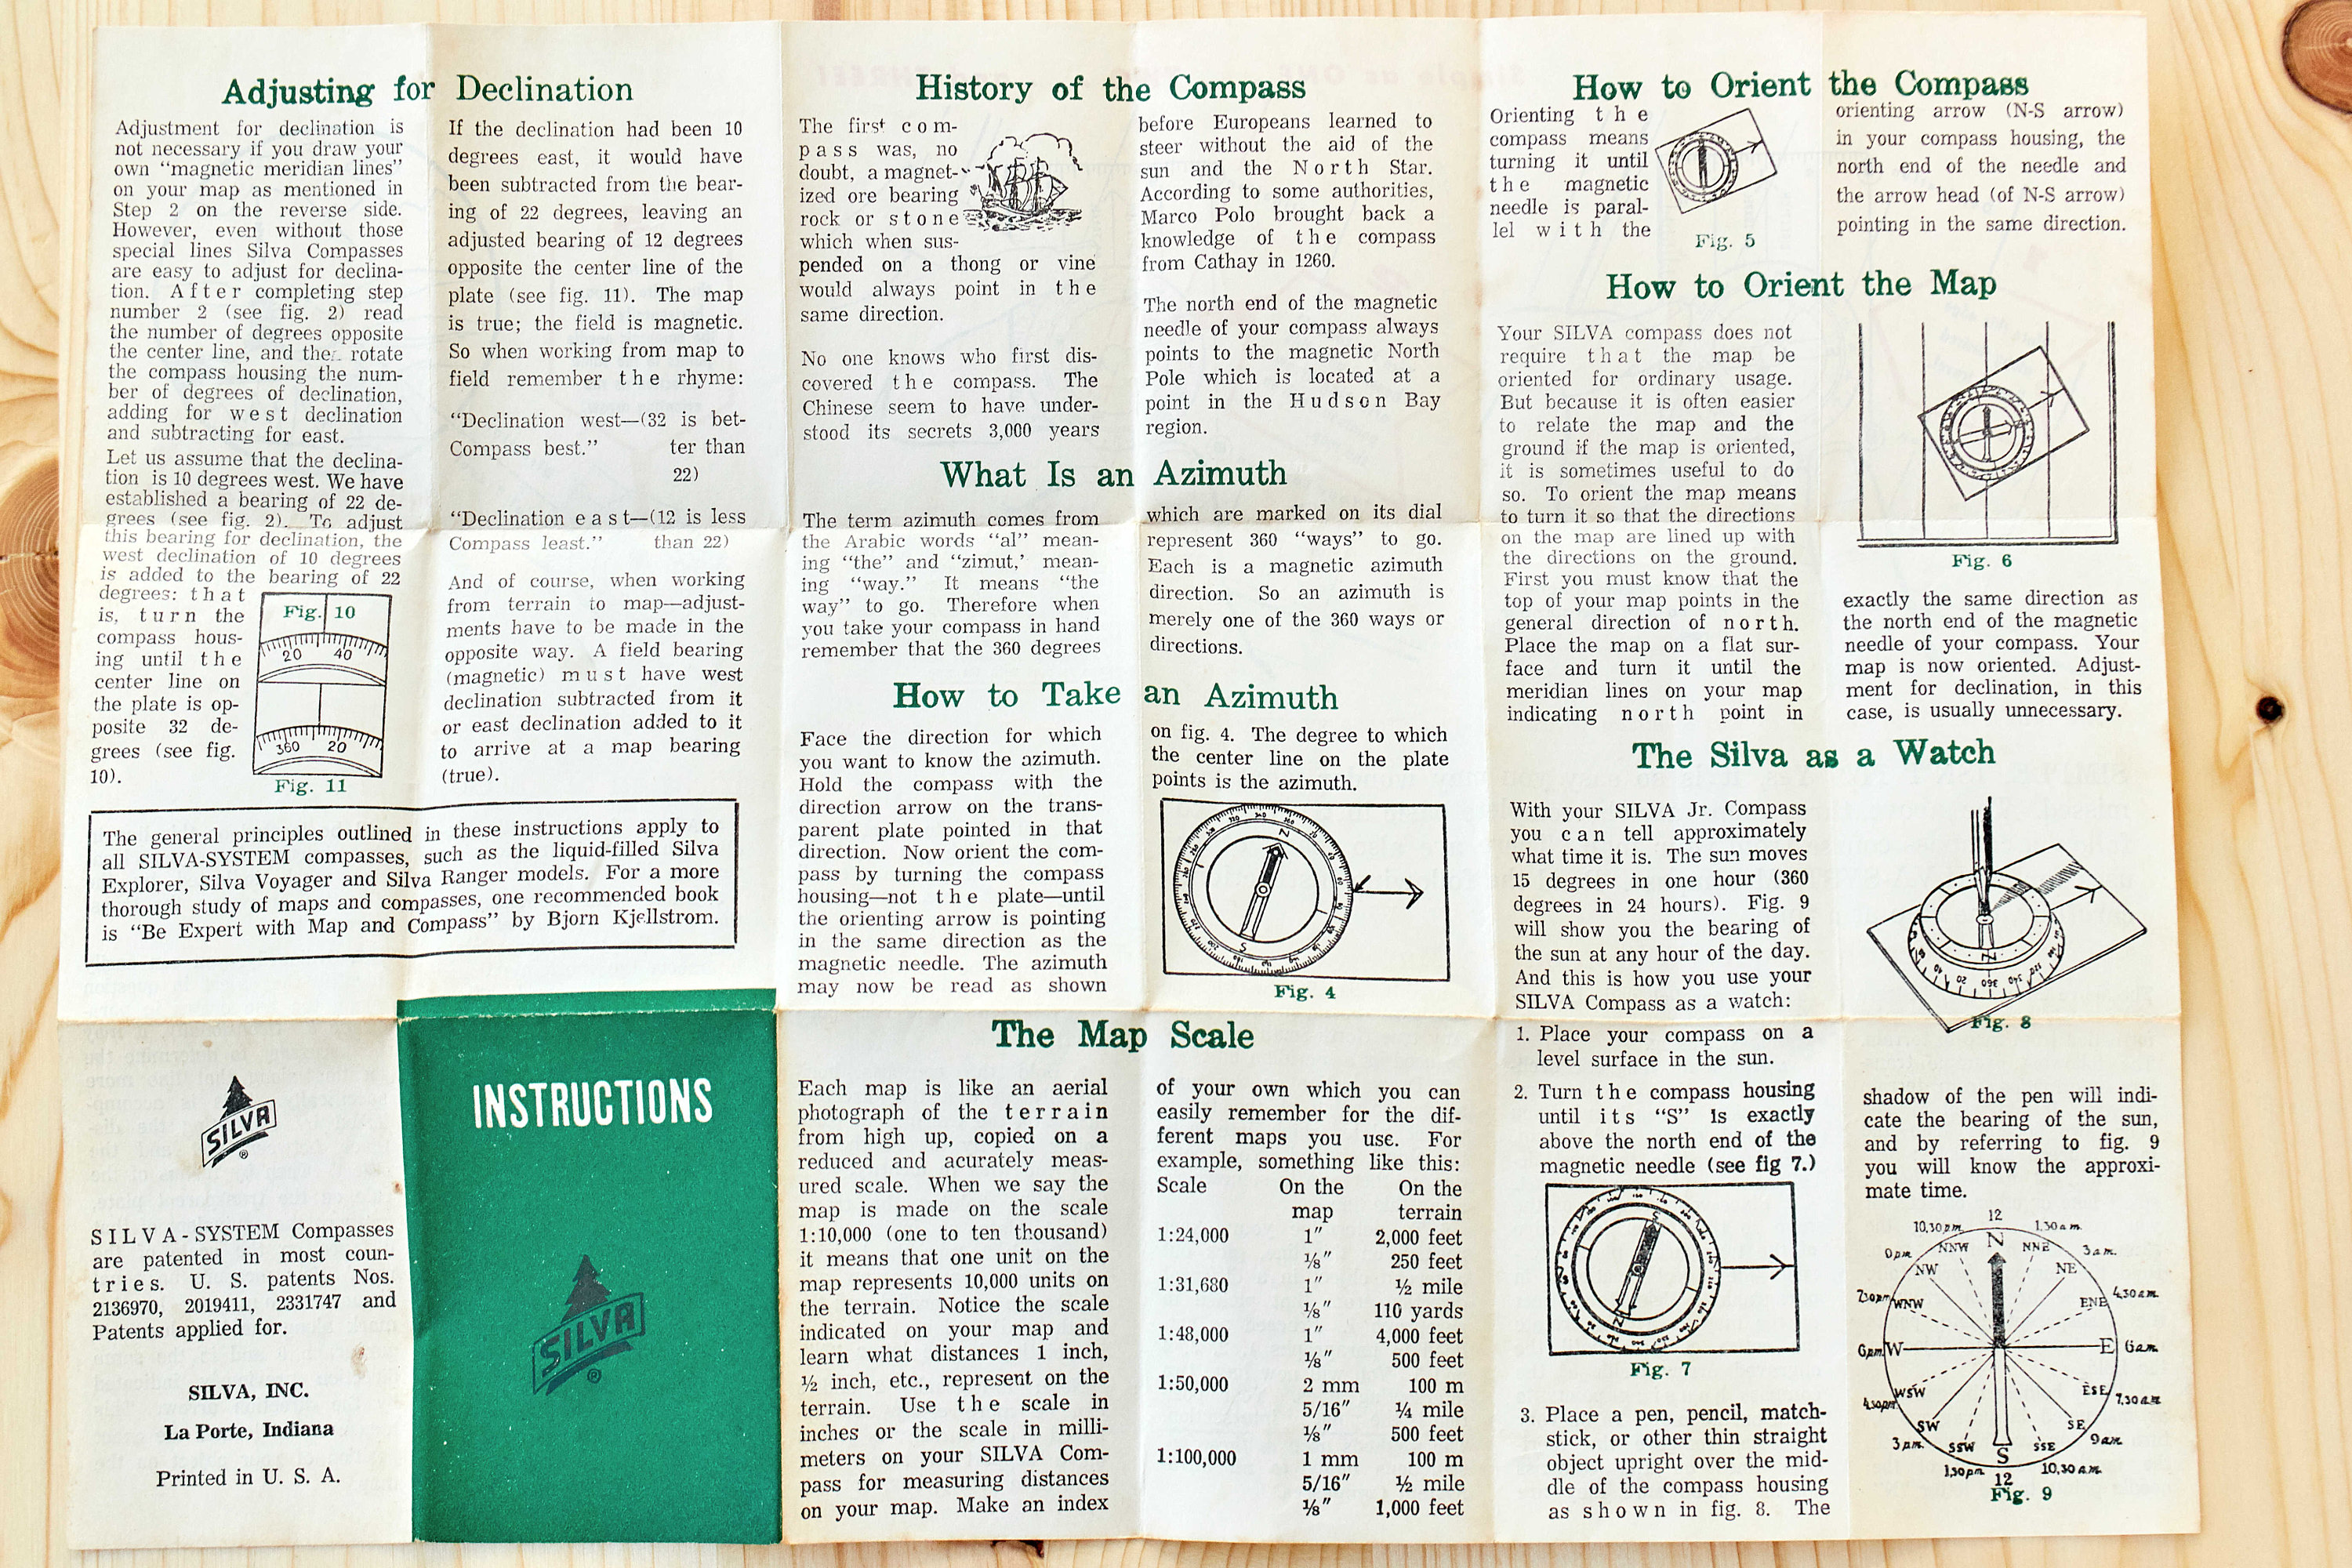 Adjusting for Declination
Adjustment for declination is
not necessary if you draw your
own “magnetic meridian lines”
on your map as mentioned in
Step 2 on the reverse side.
However, even without those
special lines Silva Compasses
are easy to adjust for declina-
tion. After completing step
number 2 (see fig. 2) read
the number of degrees opposite
the center line, and then rotate
the compass housing the num-
ber of degrees of declination,
adding for west declination
and subtracting for east.
Let us assume that the declina-
tion is 10 degrees west. We have
established a bearing of 22 de-
grees (see fig. 2). To adjust
this bearing for declination, the
west declination of 10 degrees
is added to the bearing of 22
degrees: that
is, turn the
compass hous-
ing until the
center line on
the plate is op-
posite 32 de-
grees (see fig.
10).
Fig. 10
20 40
360 20
Fig. 11
If the declination had been 10
degrees east, it would have
been subtracted from the bear-
ing of 22 degrees, leaving an
adjusted bearing of 12 degrees
opposite the center line of the
plate (see fig. 11). The map
is true; the field is magnetic.
So when working from map to
field remember the rhyme:
“Declination west—(32 is bet-
Compass best.” ter than
22)
“Declination east—(12 is less
Compass least.” than 22)
And of course, when working
from terrain to map—adjust-
ments have to be made in the
opposite way. A field bearing
(magnetic) must have west
declination subtracted from it
or east declination added to it
to arrive at a map bearing
(true).
The general principles outlined in these instructions apply to
all SILVA-SYSTEM compasses, such as the liquid-filled Silva
Explorer, Silva Voyager and Silva Ranger models. For a more
thorough study of maps and compasses, one recommended book
is “Be Expert with Map and Compass” by Bjorn Kjellstrom.
SILVA
®
SILVA-SYSTEM Compasses
are patented in most coun-
tries. U. S. patents Nos.
2136970, 2019411, 2331747 and
Patents applied for.
SILVA, INC.
La Porte, Indiana
Printed in U. S. A.
INSTRUCTIONS
SILVA
®
History of the Compass
The first com-
pass was, no
doubt, a magnet-
ized ore bearing
rock or stone
which when sus-
pended on a thong or vine
would always point in the
same direction.
No one knows who first dis-
covered the compass. The
Chinese seem to have under-
stood its secrets 3,000 years
before Europeans learned to
steer without the aid of the
sun and the North Star.
According to some authorities,
Marco Polo brought back a
knowledge of the compass
from Cathay in 1260.
The north end of the magnetic
needle of your compass always
points to the magnetic North
Pole which is located at a
point in the Hudson Bay
region.
What Is an Azimuth
The term azimuth comes from
the Arabic words “al” mean-
ing “the” and “zimut,’ mean-
ing “way.” It means “the
way” to go. Therefore when
you take your compass in hand
remember that the 360 degrees
which are marked on its dial
represent 360 “ways” to go.
Each is a magnetic azimuth
direction. So an azimuth is
merely one of the 360 ways or
directions.
How to Take an Azimuth
Face the direction for which
you want to know the azimuth.
Hold the compass with the
direction arrow on the trans-
parent plate pointed in that
direction. Now orient the com-
pass by turning the compass
housing—not the plate—until
the orienting arrow is pointing
in the same direction as the
magnetic needle. The azimuth
may now be read as shown
on fig. 4. The degree to which
the center line on the plate
points is the azimuth.
N
S
Fig. 4
The Map Scale
Each map is like an aerial
photograph of the terrain
from high up, copied on a
reduced and acurately meas-
ured scale. When we say the
map is made on the scale
1:10,000 (one to ten thousand)
it means that one unit on the
map represents 10,000 units on
the terrain. Notice the scale
indicated on your map and
learn what distances 1 inch,
½ inch, etc., represent on the
terrain. Use the scale in
inches or the scale in milli-
meters on your SILVA Com-
pass for measuring distances
on your map. Make an index
of your own which you can
easily remember for the dif-
ferent maps you use. For
example, something like this:
Scale On the On the
map terrain
1:24,000 1″ 2,000 feet
⅛″ 250 feet
1:31,680 1″ ½ mile
⅛″ 110 yards
1:48,000 1″ 4,000 feet
⅛″ 500 feet
1:50,000 2 mm 100 m
5/16″ ¼ mile
⅛″ 500 feet
1:100,000 1 mm 100 m
5/16″ ½ mile
⅛″ 1,000 feet
How to Orient the Compass
Orienting the
compass means
turning it until
the magnetic
needle is paral-
lel with the
Fig. 5
orienting arrow (N-S arrow)
in your compass housing, the
north end of the needle and
the arrow head (of N-S arrow)
pointing in the same direction.
How to Orient the Map
Your SILVA compass does not
require that the map be
oriented for ordinary usage.
But because it is often easier
to relate the map and the
ground if the map is oriented,
it is sometimes useful to do
so. To orient the map means
to turn it so that the directions
on the map are lined up with
the directions on the ground.
First you must know that the
top of your map points in the
general direction of north.
Place the map on a flat sur-
face and turn it until the
meridian lines on your map
indicating north point in
Fig. 6
exactly the same direction as
the north end of the magnetic
needle of your compass. Your
map is now oriented. Adjust-
ment for declination, in this
case, is usually unnecessary.
The Silva as a Watch
With your SILVA Jr. Compass
you can tell approximately
what time it is. The sun moves
15 degrees in one hour (360
degrees in 24 hours). Fig. 9
will show you the bearing of
the sun at any hour of the day.
And this is how you use your
SILVA Compass as a watch:
1. Place your compass on a
level surface in the sun.
2. Turn the compass housing
until its “S” is exactly
above the north end of the
magnetic needle (see fig 7.)
S
N
Fig. 7
3. Place a pen, pencil, match-
stick, or other thin straight
object upright over the mid-
dle of the compass housing
as shown in fig. 8. The
N
40 20 360 340 320
Fig. 8
shadow of the pen will indi-
cate the bearing of the sun,
and by referring to fig. 9
you will know the approxi-
mate time.
12
10,30 pm. 1,30 a.m.
N
NNW NNE
9pm. 3 a.m.
NW NE
7,30pm WNW ENE 4,30 a.m.
6pm. W E 6 am.
4,30pm WSW ESE 7,30 a.m.
SW SE
3 pm. SSW SSE 9am.
S
1,30 pm. 10,30 a.m.
12
Fig. 9